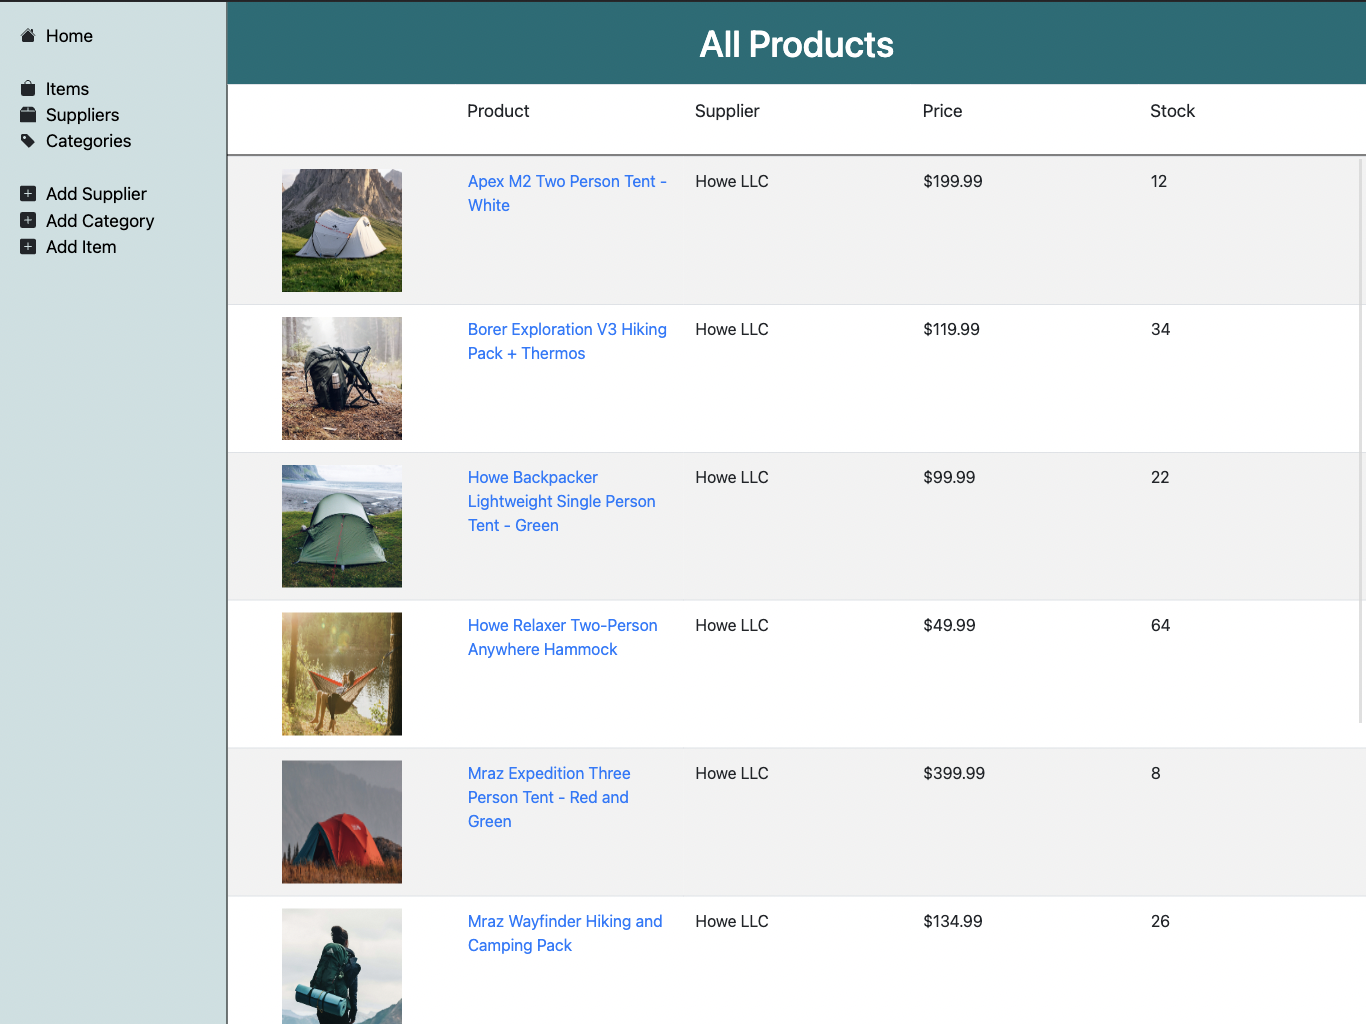 Home
Items
Suppliers
Categories
Add Supplier
Add Category
Add Item
All Products
Product Supplier Price Stock
Apex M2 Two Person Tent - Howe LLC $199.99 12
White
Borer Exploration V3 Hiking Howe LLC $119.99 34
Pack + Thermos
Howe Backpacker Howe LLC $99.99 22
Lightweight Single Person
Tent - Green
Howe Relaxer Two-Person Howe LLC $49.99 64
Anywhere Hammock
Mraz Expedition Three Howe LLC $399.99 8
Person Tent - Red and
Green
Mraz Wayfinder Hiking and Howe LLC $134.99 26
Camping Pack